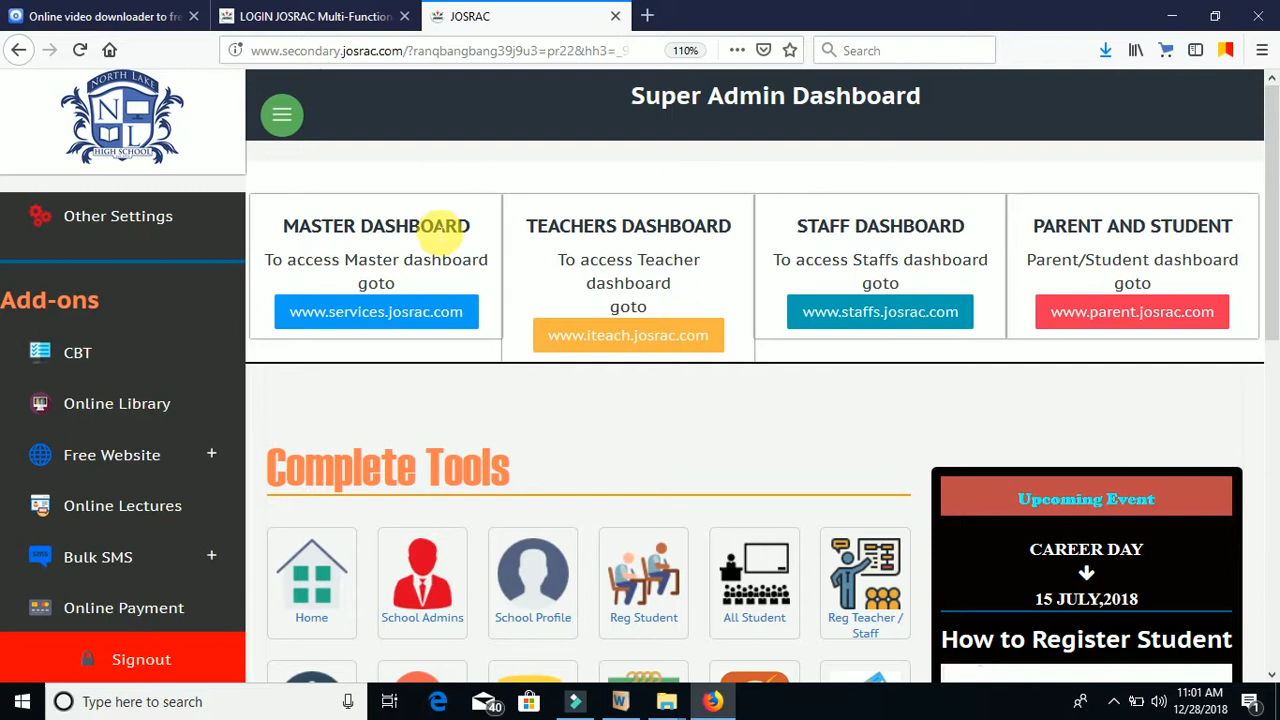 Online video downloader to fr
LOGIN JOSRAC Multi-Function
JOSRAC
www.secondary.josrac.com/?ranqbangbang39j9u3=pr22&hh3=_9
110%
Search
NORTH LAKE
N L
HIGH SCHOOL
Super Admin Dashboard
Other Settings
Add-ons
CBT
Online Library
Free Website +
Online Lectures
Bulk SMS +
Online Payment
Signout
MASTER DASHBOARD
To access Master dashboard
goto
www.services.josrac.com
TEACHERS DASHBOARD
To access Teacher
dashboard
goto
www.iteach.josrac.com
STAFF DASHBOARD
To access Staffs dashboard
goto
www.staffs.josrac.com
PARENT AND STUDENT
Parent/Student dashboard
goto
www.parent.josrac.com
Complete Tools
Home
School Admins
School Profile
Reg Student
All Student
Reg Teacher /
Staff
Upcoming Event
CAREER DAY
15 JULY,2018
How to Register Student
Type here to search
40
11:01 AM
12/28/2018
1